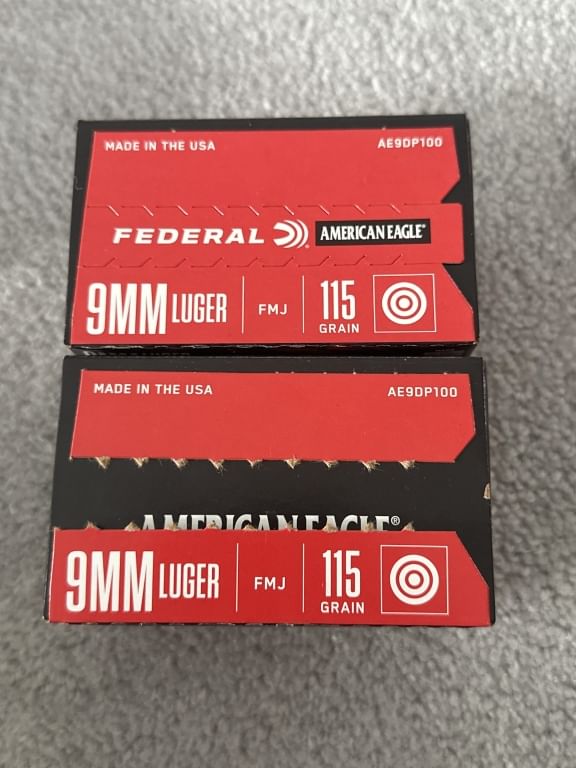 MADE IN THE USA AE9DP100
FEDERAL® AMERICAN EAGLE®
9MM LUGER FMJ 115 GRAIN
MADE IN THE USA AE9DP100
AMERICAN EAGLE®
9MM LUGER FMJ 115 GRAIN